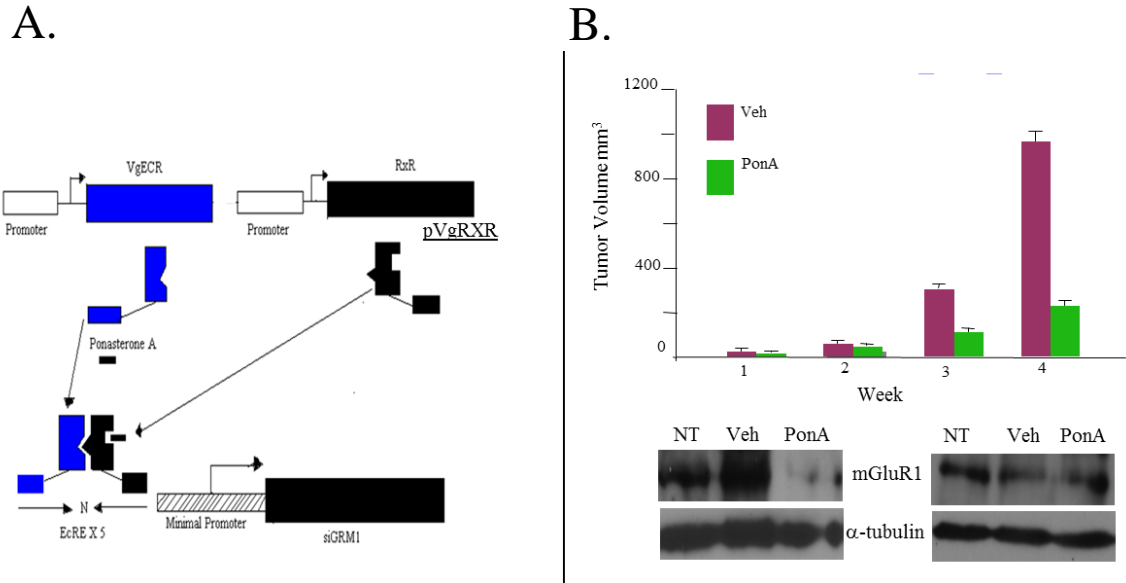 A.
VgECR
RxR
Promoter
Promoter
pVgRXR
Ponasterone A
N
EcRE X 5
Minimal Promoter
siGRM1
B.
Tumor Volume mm³
1200
800
400
0
Veh
PonA
1 2 3 4
Week
NT Veh PonA
NT Veh PonA
mGluR1
α-tubulin